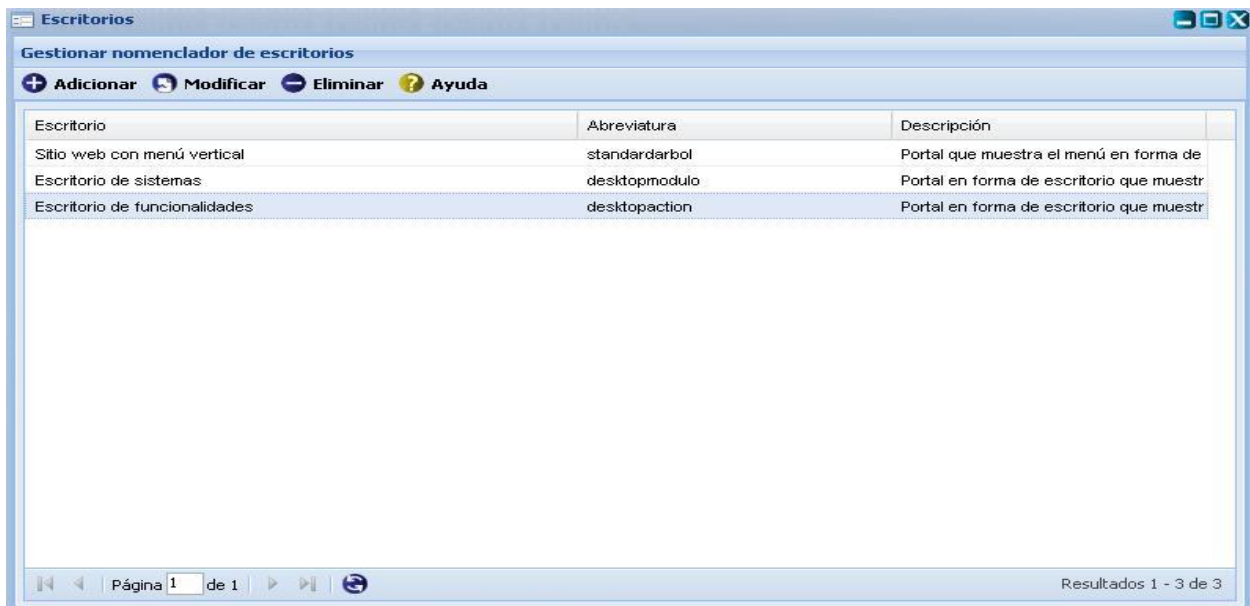 Escritorios
Gestionar nomenclador de escritorios
Adicionar Modificar Eliminar Ayuda
Escritorio Abreviatura Descripción
Sitio web con menú vertical standardarbol Portal que muestra el menú en forma de
Escritorio de sistemas desktopmodulo Portal en forma de escritorio que muestr
Escritorio de funcionalidades desktopaction Portal en forma de escritorio que muestr
Página 1 de 1 Resultados 1 - 3 de 3